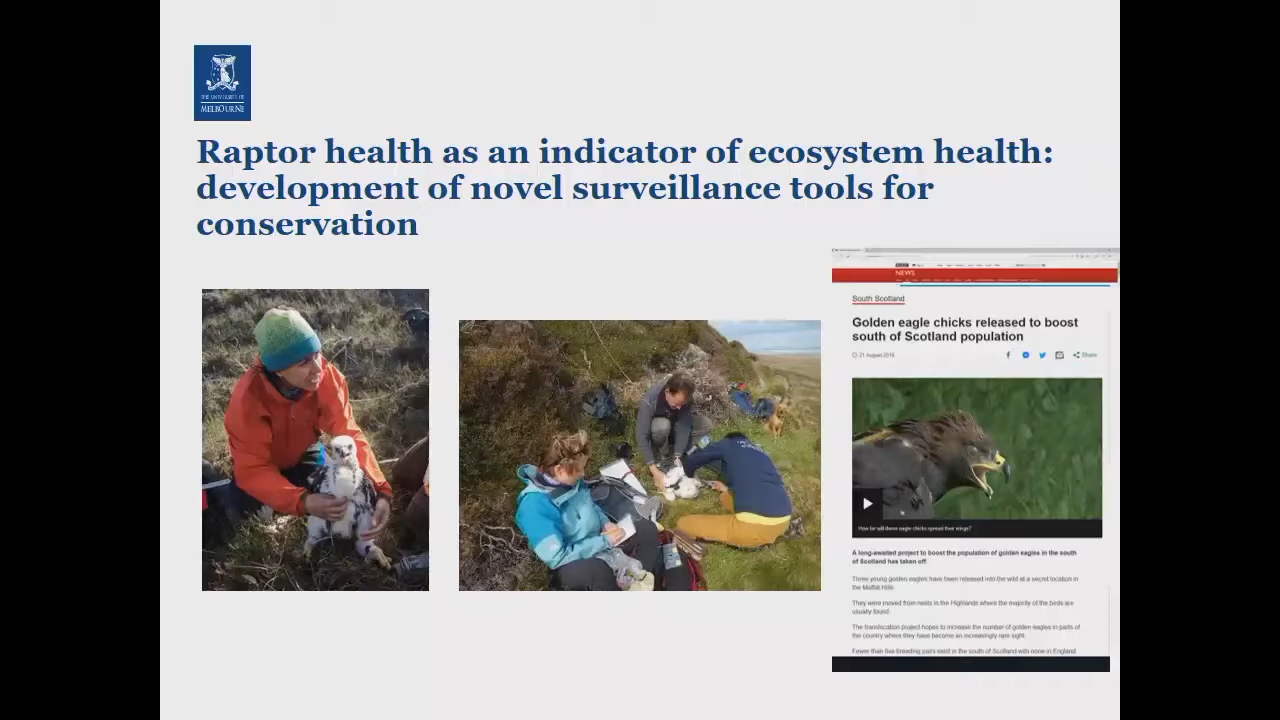 THE UNIVERSITY OF
MELBOURNE
Raptor health as an indicator of ecosystem health:
development of novel surveillance tools for
conservation
NEWS
South Scotland
Golden eagle chicks released to boost
south of Scotland population
Share
How far will these eagle chicks spread their wings?
A long-awaited project to boost the population of golden eagles in the south
of Scotland has taken off.
Three young golden eagles have been released into the wild at a secret location in
the Moffat Hills.
They were moved from nests in the Highlands where the majority of the birds are
usually found.
The translocation project hopes to increase the number of golden eagles in parts of
the country where they have become an increasingly rare sight.
Fewer than five breeding pairs exist in the south of Scotland with none in England